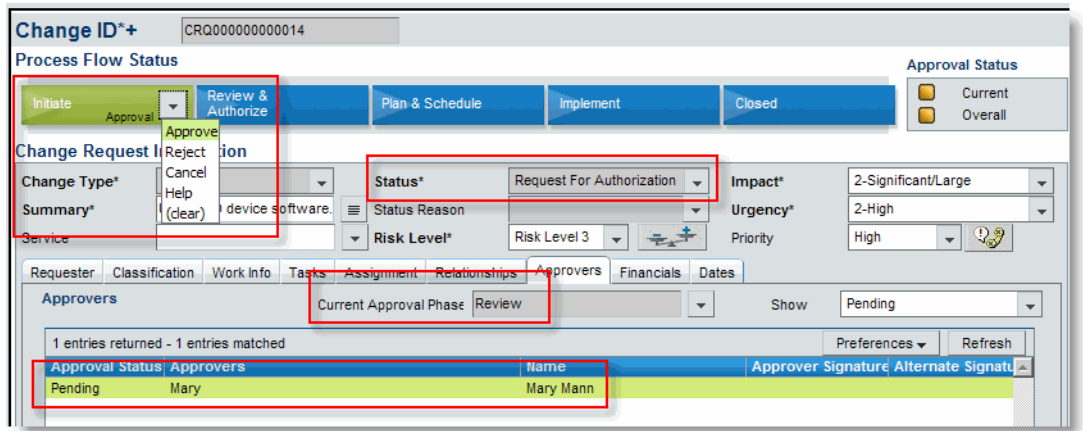 Change ID*+ CRQ000000000014
Process Flow Status
Approval Status
Initiate
Approval
Review &
Authorize
Plan & Schedule
Implement
Closed
Current
Overall
Approve
Reject
Cancel
Help
(clear)
Change Request
Change Type*
Status* Request For Authorization
Impact* 2-Significant/Large
Summary* device software.
Status Reason
Urgency* 2-High
Service
Risk Level* Risk Level 3
Priority High
Requester Classification Work Info Tasks Assignment Relationships Approvers Financials Dates
Approvers
Current Approval Phase Review
Show Pending
1 entries returned - 1 entries matched
Preferences Refresh
Approval Status Approvers Name Approver Signature Alternate Signatu
Pending Mary Mary Mann